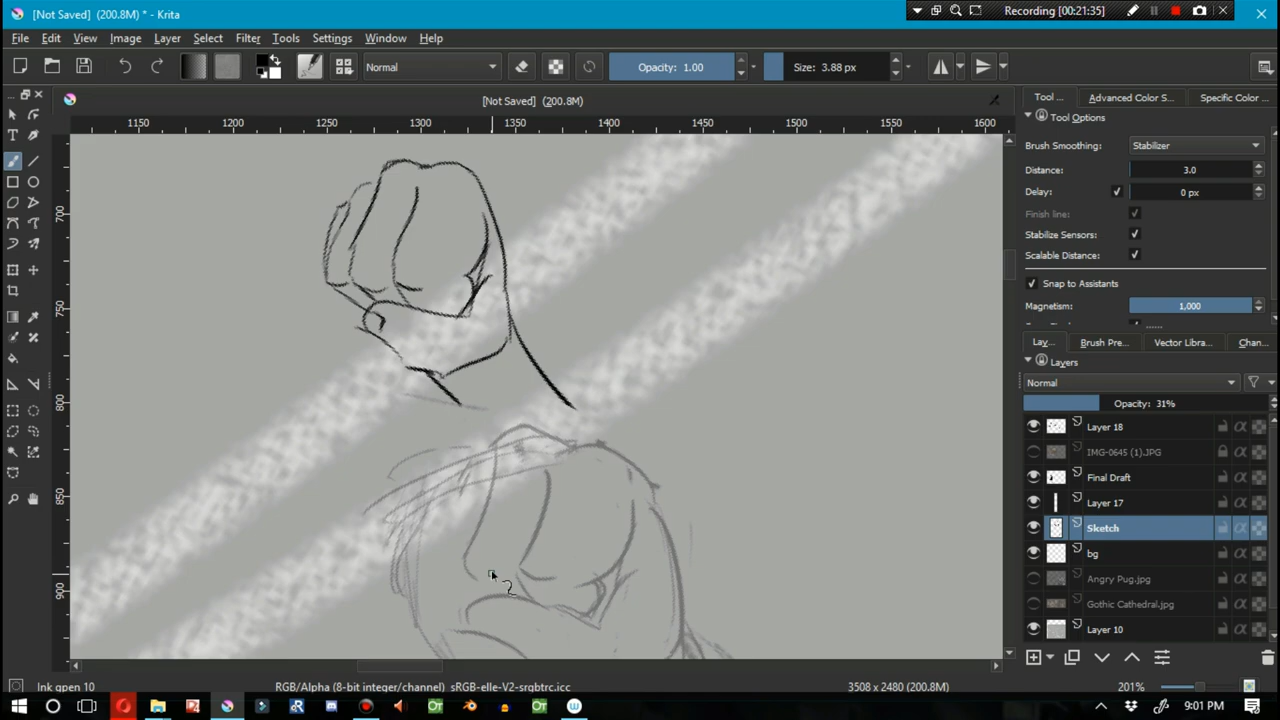 [Not Saved] (200.8M) * - Krita
Recording [00:21:35]
File Edit View Image Layer Select Filter Tools Settings Window Help
Normal
Opacity: 1.00
Size: 3.88 px
[Not Saved] (200.8M)
Tool ... Advanced Color S... Specific Color ...
1150 1200 1250 1300 1350 1400 1450 1500 1550 1600
Tool Options
Brush Smoothing: Stabilizer
Distance: 3.0
Delay: 0 px
Finish line:
Stabilize Sensors:
Scalable Distance:
Snap to Assistants
Magnetism: 1.000
700
750
800
850
900
Lay... Brush Pre... Vector Libra... Chan...
Layers
Normal
Opacity: 31%
Layer 18
IMG-0645 (1).JPG
Final Draft
Layer 17
Sketch
bg
Angry Pug.jpg
Gothic Cathedral.jpg
Layer 10
Ink gpen 10
RGB/Alpha (8-bit integer/channel) sRGB-elle-V2-srgbtrc.icc
3508 x 2480 (200.8M)
201%
9:01 PM